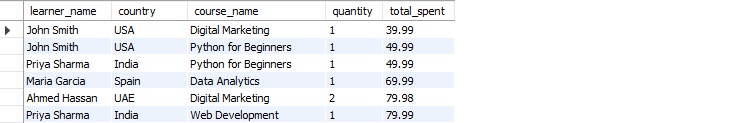 learner_name country course_name quantity total_spent
John Smith USA Digital Marketing 1 39.99
John Smith USA Python for Beginners 1 49.99
Priya Sharma India Python for Beginners 1 49.99
Maria Garcia Spain Data Analytics 1 69.99
Ahmed Hassan UAE Digital Marketing 2 79.98
Priya Sharma India Web Development 1 79.99